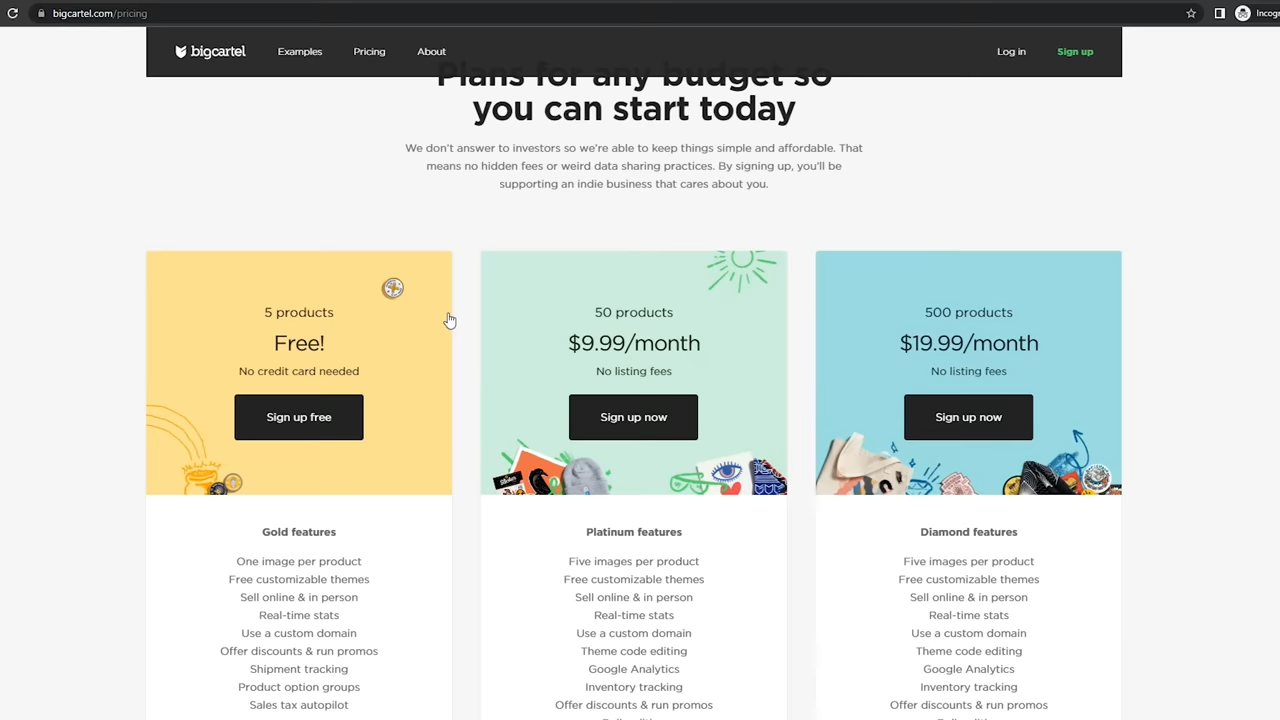 bigcartel.com/pricing
Incogn
bigcartel
Examples
Pricing
About
Log in
Sign up
Plans for any budget so
you can start today
We don't answer to investors so we're able to keep things simple and affordable. That
means no hidden fees or weird data sharing practices. By signing up, you'll be
supporting an indie business that cares about you.
5 products
Free!
No credit card needed
Sign up free
50 products
$9.99/month
No listing fees
Sign up now
500 products
$19.99/month
No listing fees
Sign up now
Gold features
One image per product
Free customizable themes
Sell online & in person
Real-time stats
Use a custom domain
Offer discounts & run promos
Shipment tracking
Product option groups
Sales tax autopilot
Platinum features
Five images per product
Free customizable themes
Sell online & in person
Real-time stats
Use a custom domain
Theme code editing
Google Analytics
Inventory tracking
Offer discounts & run promos
Diamond features
Five images per product
Free customizable themes
Sell online & in person
Real-time stats
Use a custom domain
Theme code editing
Google Analytics
Inventory tracking
Offer discounts & run promos